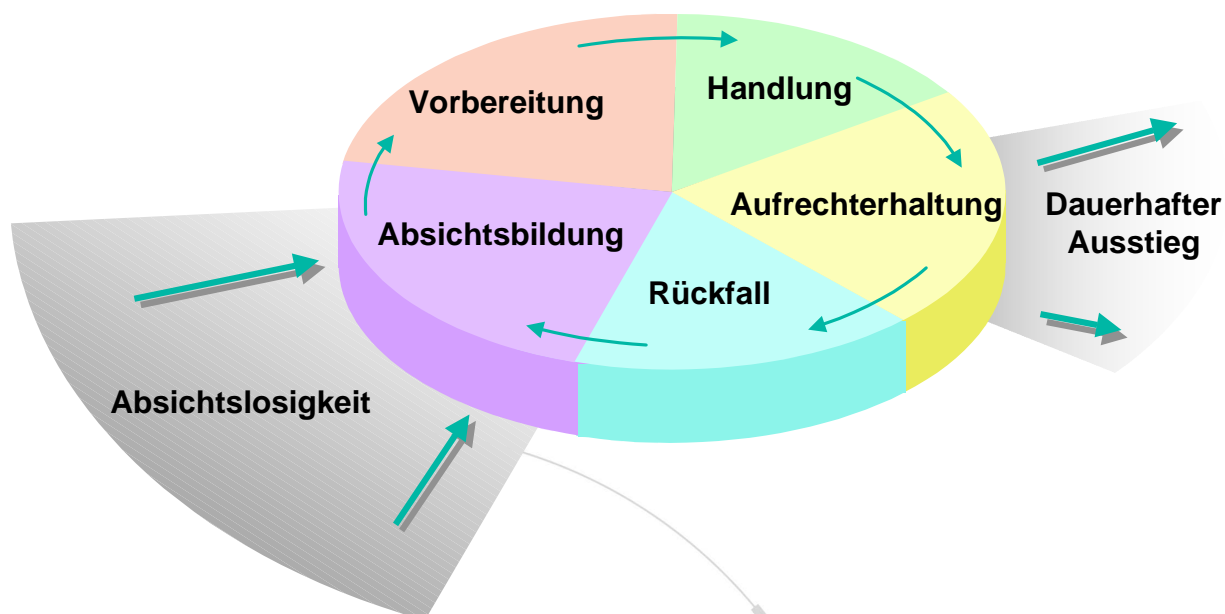 Handlung
Vorbereitung
Aufrechterhaltung
Dauerhafter
Ausstieg
Absichtsbildung
Rückfall
Absichtslosigkeit